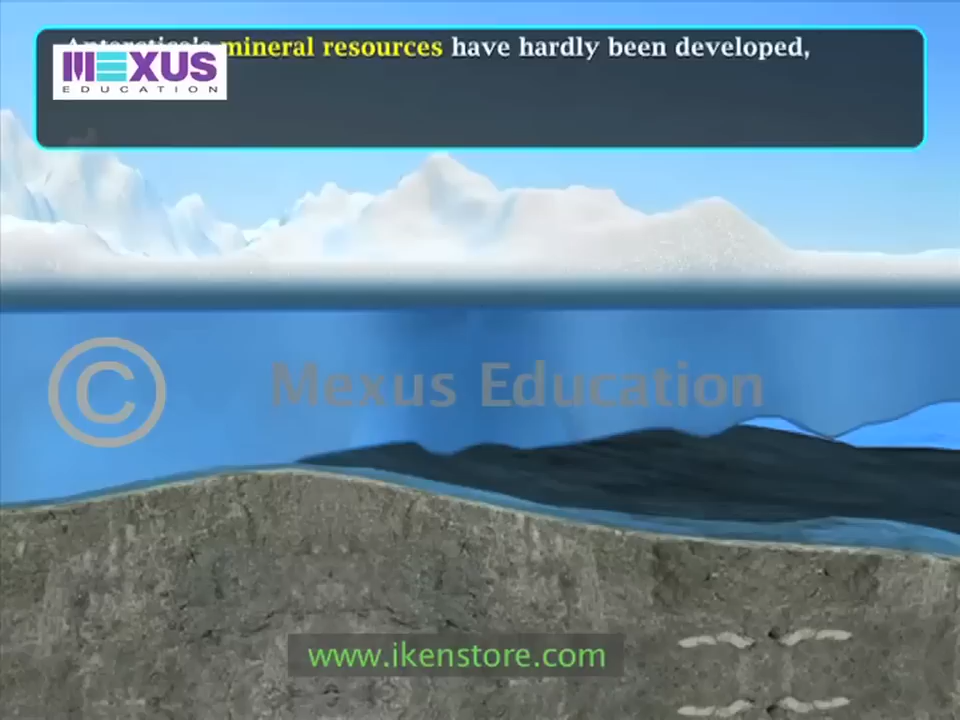 mineral resources have hardly been developed,
MEXUS
EDUCATION
© Mexus Education
www.ikenstore.com